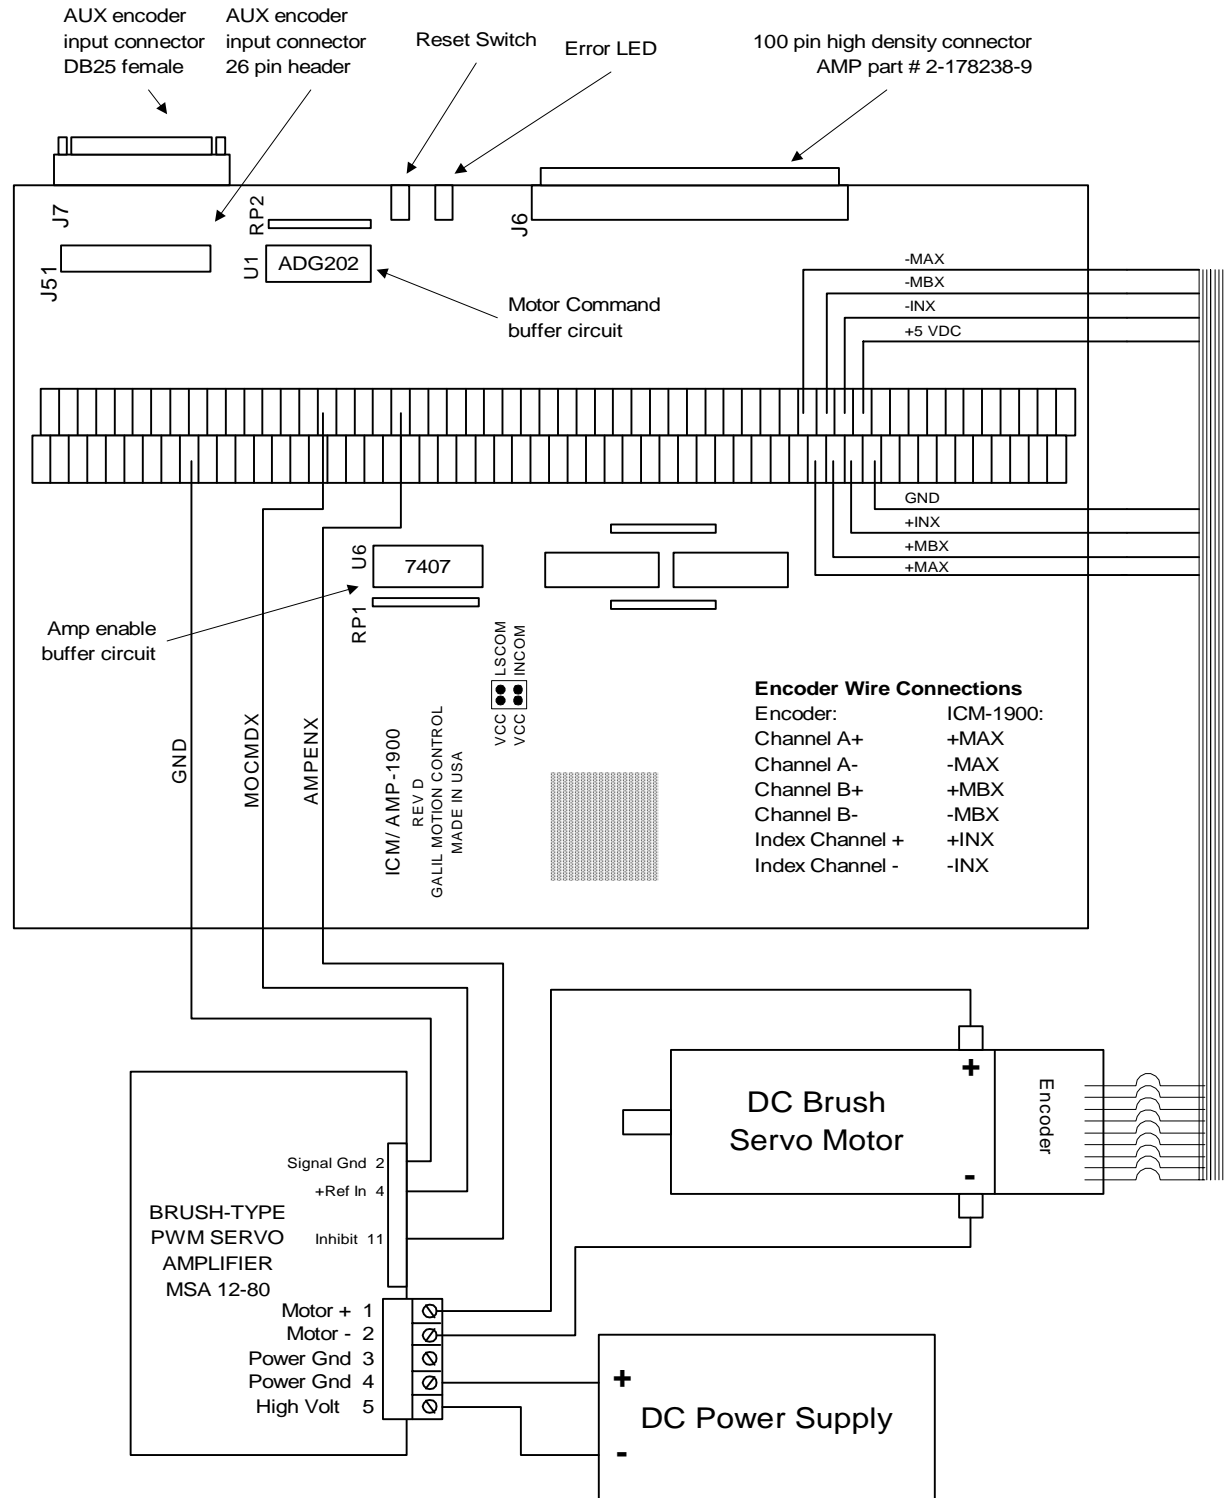 AUX encoder
input connector
DB25 female
AUX encoder
input connector
26 pin header
Reset Switch
Error LED
100 pin high density connector
AMP part # 2-178238-9
J7
J51
RP2
U1
ADG202
J6
Motor Command
buffer circuit
-MAX
-MBX
-INX
+5 VDC
GND
+INX
+MBX
+MAX
U6
7407
RP1
Amp enable
buffer circuit
LSCOM
INCOM
VCC
VCC
GND
MOCMDX
AMPENX
ICM/ AMP-1900
REV D
GALIL MOTION CONTROL
MADE IN USA
Encoder Wire Connections
Encoder: ICM-1900:
Channel A+ +MAX
Channel A- -MAX
Channel B+ +MBX
Channel B- -MBX
Index Channel + +INX
Index Channel - -INX
+
DC Brush
Servo Motor
-
Encoder
Signal Gnd 2
+Ref In 4
Inhibit 11
BRUSH-TYPE
PWM SERVO
AMPLIFIER
MSA 12-80
Motor + 1
Motor - 2
Power Gnd 3
Power Gnd 4
High Volt 5
+
DC Power Supply
-